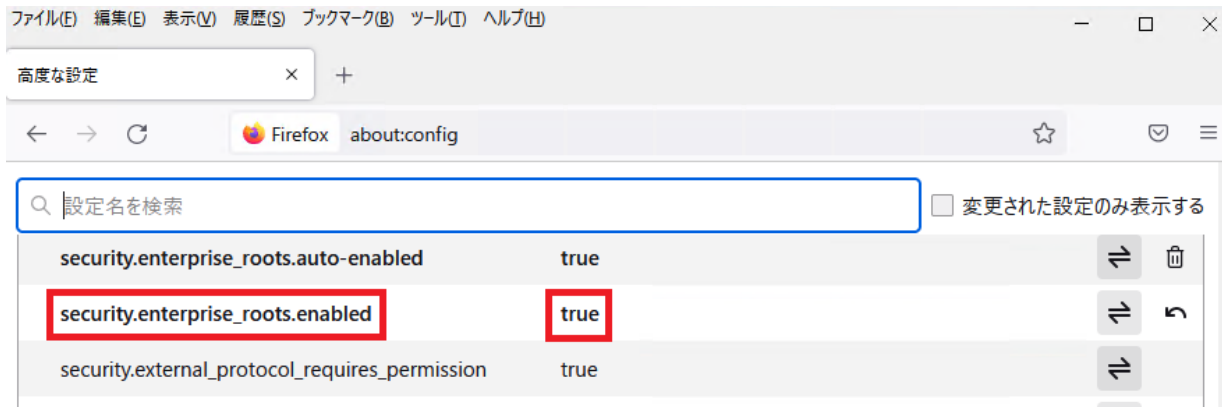 ファイル(F) 編集(E) 表示(V) 履歴(S) ブックマーク(B) ツール(T) ヘルプ(H)
高度な設定
Firefox about:config
設定名を検索 変更された設定のみ表示する
security.enterprise_roots.auto-enabled true
security.enterprise_roots.enabled true
security.external_protocol_requires_permission true